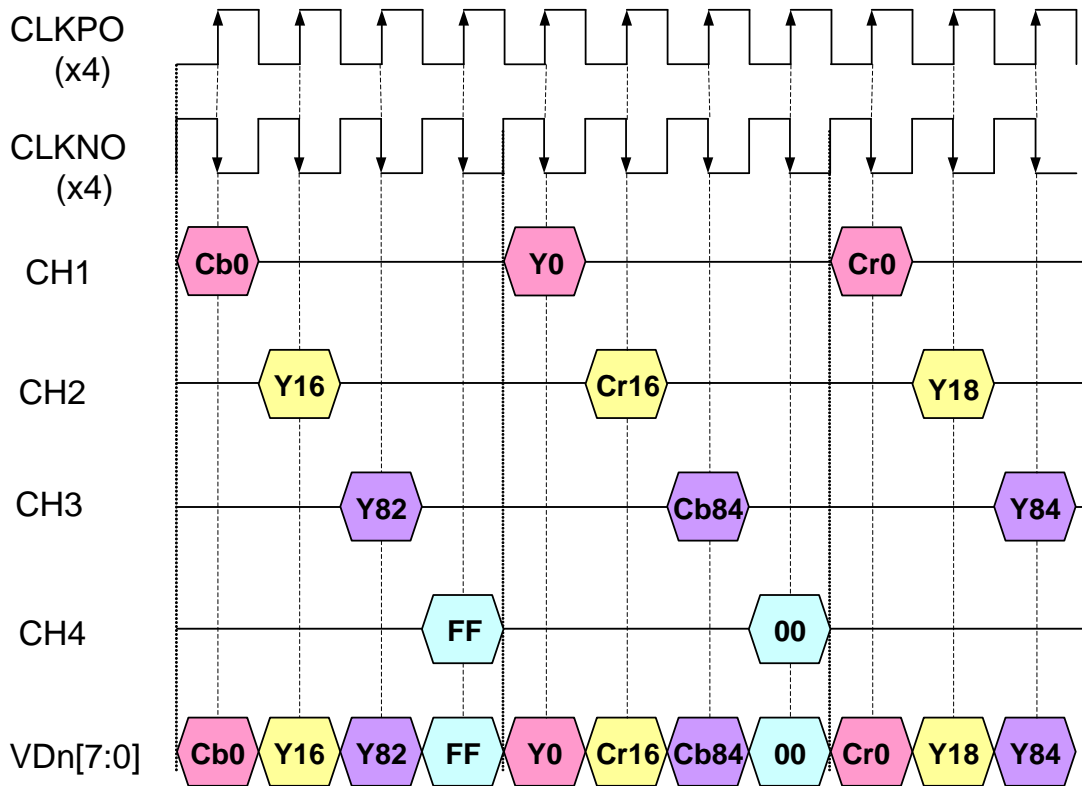 CLKPO
(x4)
CLKNO
(x4)
CH1 Cb0 Y0 Cr0
CH2 Y16 Cr16 Y18
CH3 Y82 Cb84 Y84
CH4 FF 00
VDn[7:0] Cb0 Y16 Y82 FF Y0 Cr16 Cb84 00 Cr0 Y18 Y84